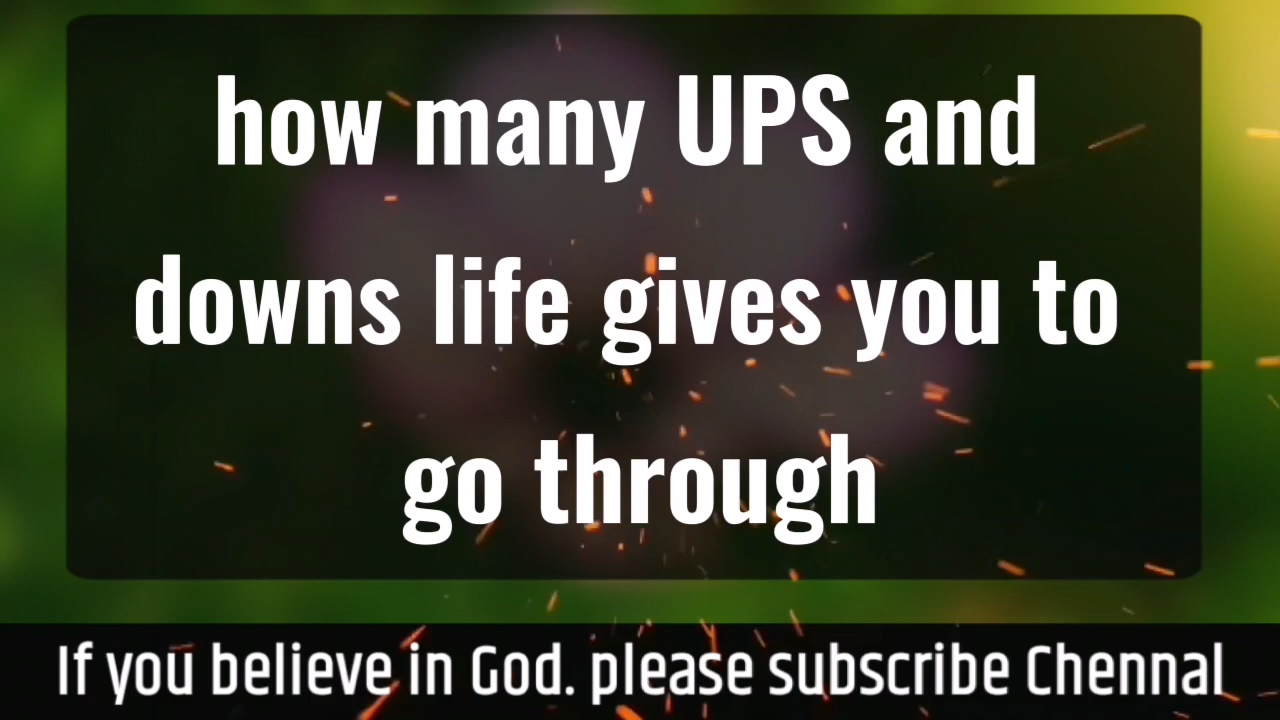 how many UPS and
downs life gives you to
go through
If you believe in God. please subscribe Chennal